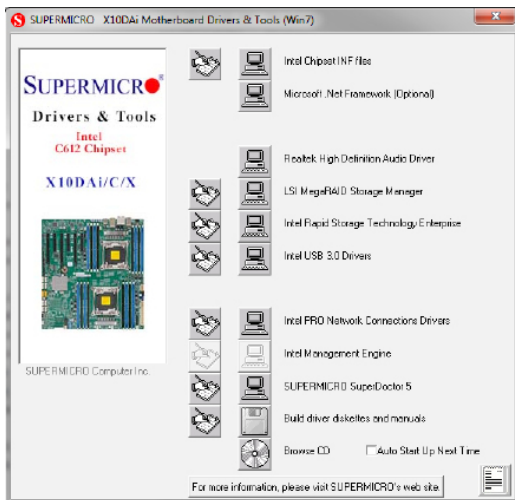 SUPERMICRO X10DAi Motherboard Drivers & Tools (Win7)
SUPERMICRO
Drivers & Tools
Intel
C612 Chipset
X10DAi/C/X
SUPERMICRO Computer Inc.
Intel Chipset INF files
Microsoft .Net Framework (Optional)
Realtek High Definition Audio Driver
LSI MegaRAID Storage Manager
Intel Rapid Storage Technology Enterprise
Intel USB 3.0 Drivers
Intel PRO Network Connections Drivers
Intel Management Engine
SUPERMICRO SuperDoctor 5
Build driver diskettes and manuals
Browse CD
Auto Start Up Next Time
For more information, please visit SUPERMICRO's web site.